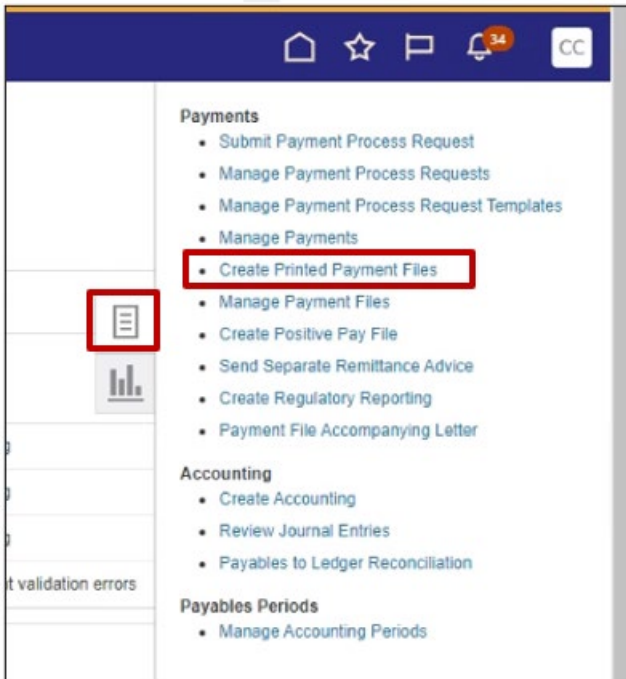 34
CC
Payments
Submit Payment Process Request
Manage Payment Process Requests
Manage Payment Process Request Templates
Manage Payments
Create Printed Payment Files
Manage Payment Files
Create Positive Pay File
Send Separate Remittance Advice
Create Regulatory Reporting
Payment File Accompanying Letter
Accounting
Create Accounting
Review Journal Entries
Payables to Ledger Reconciliation
validation errors
Payables Periods
Manage Accounting Periods